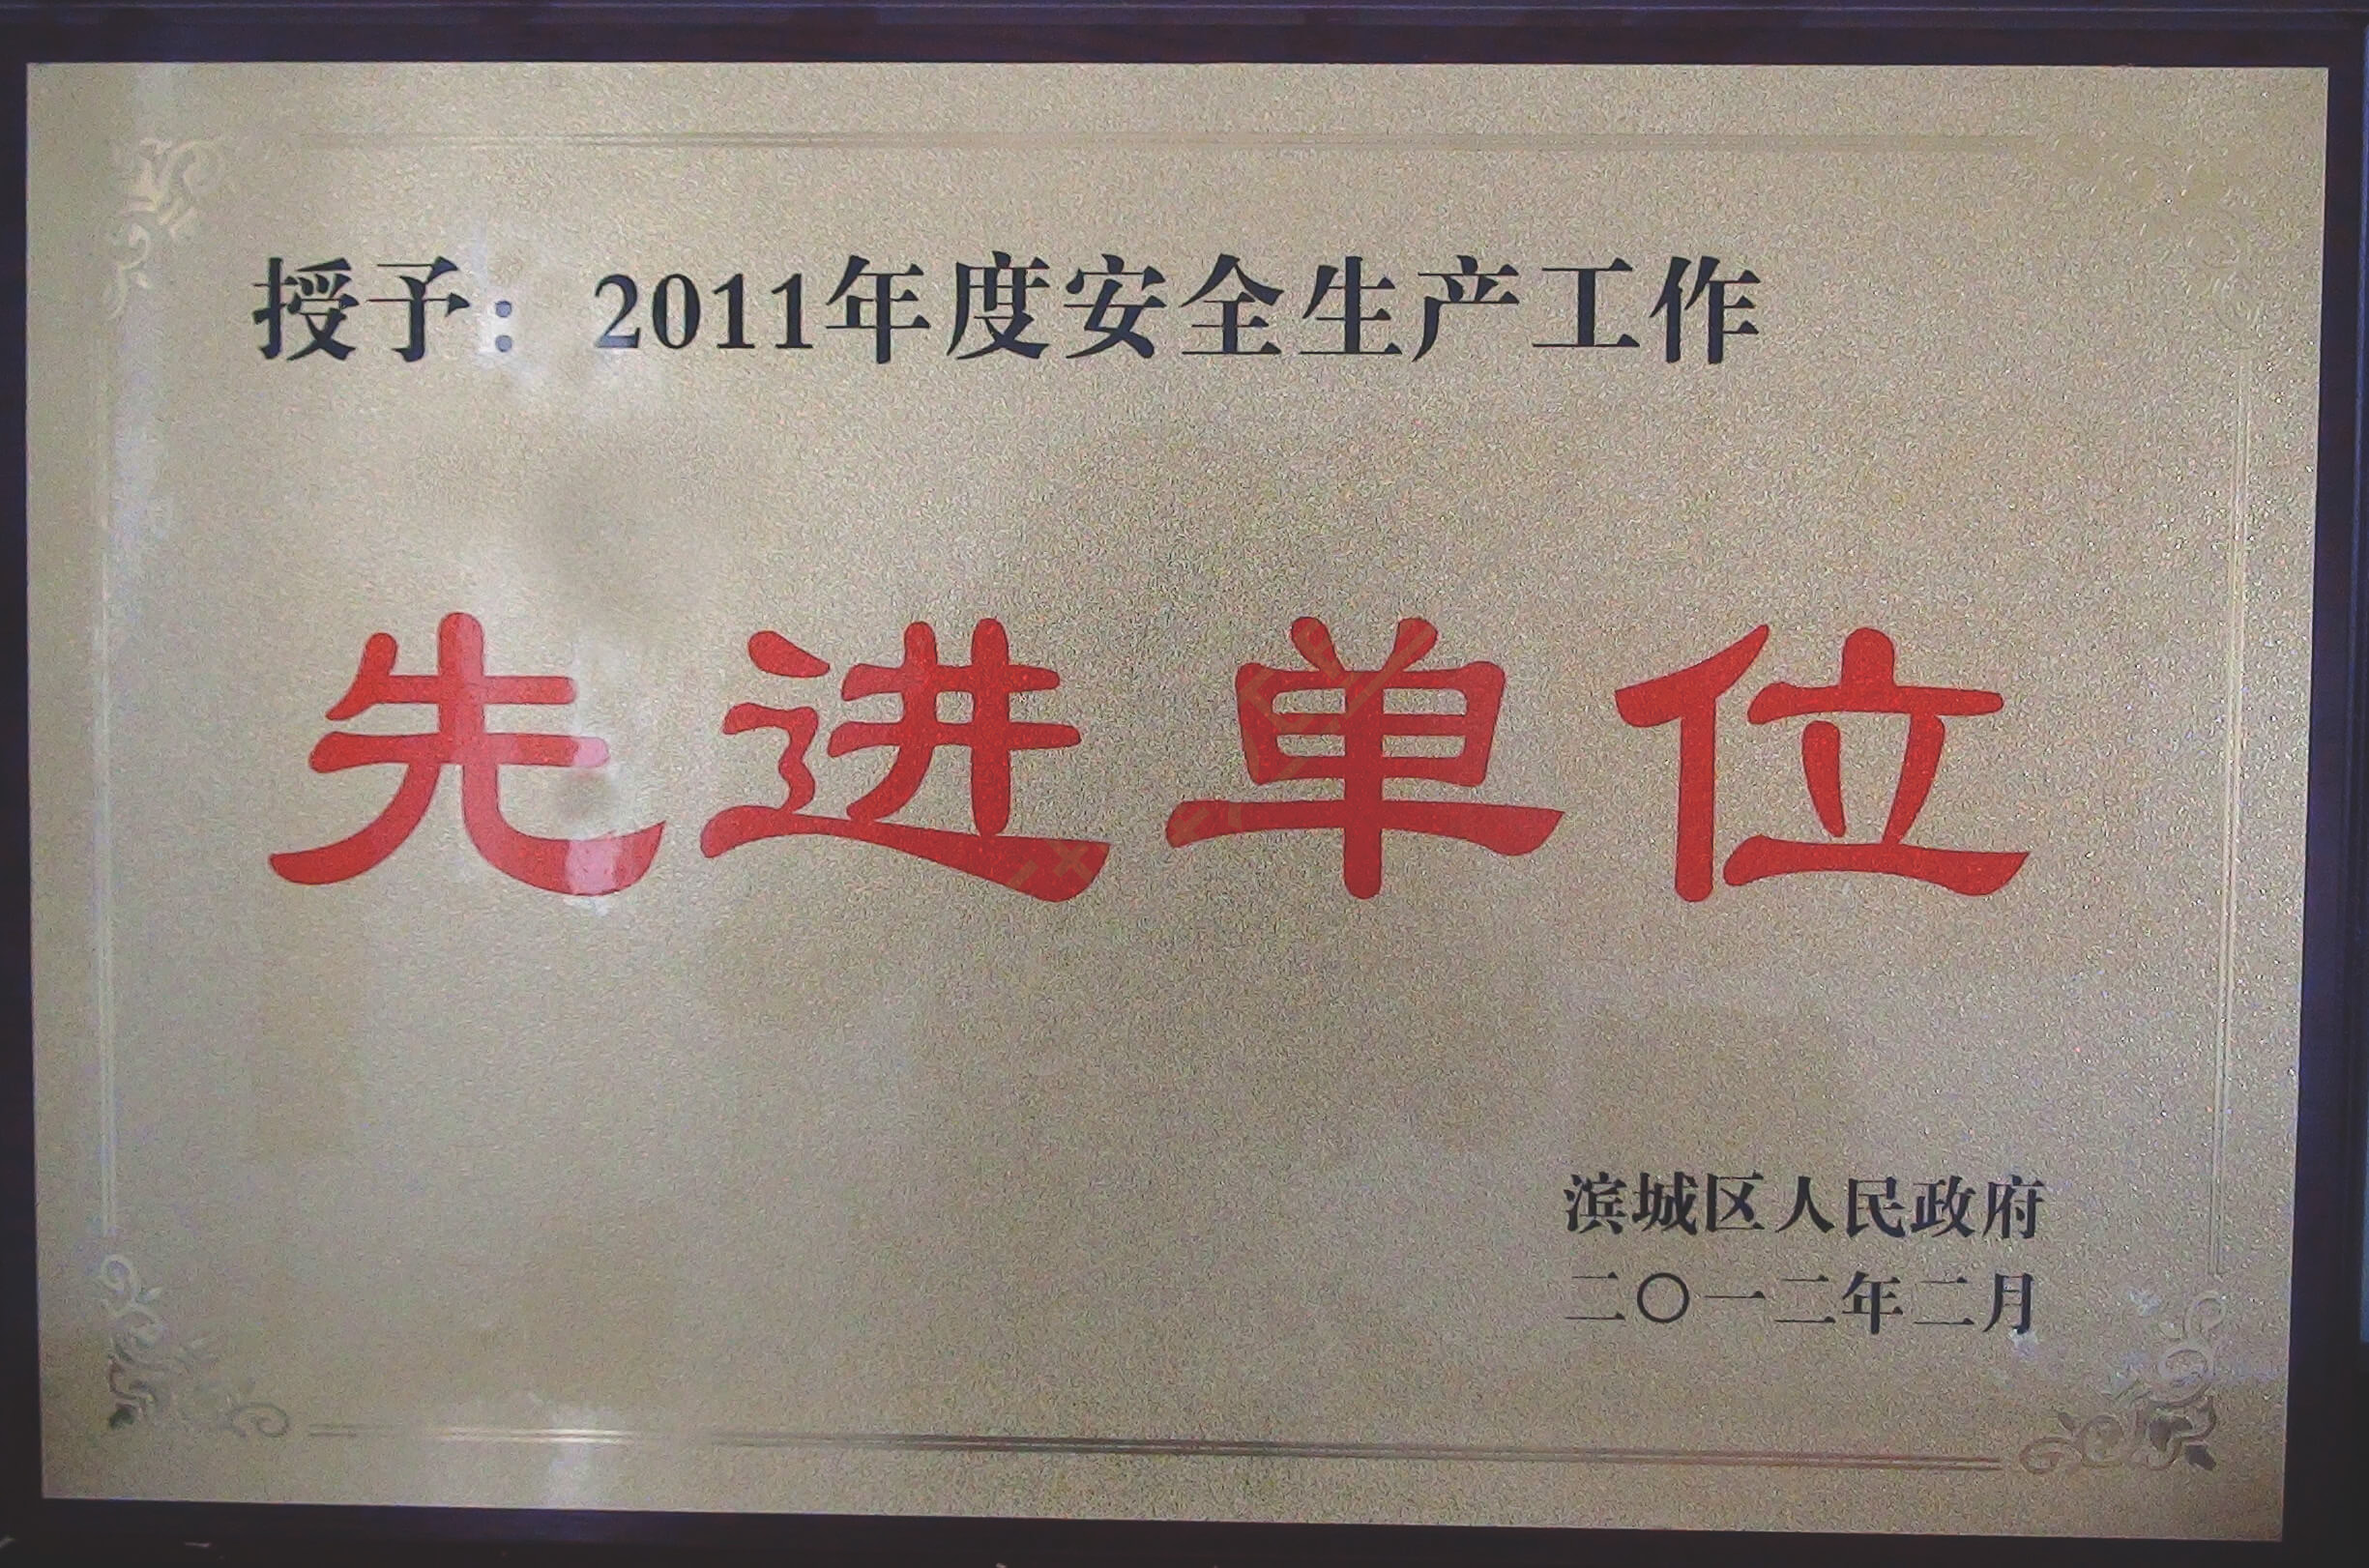 授予：2011年度安全生产工作
先进单位
滨城区人民政府
二〇一二年二月